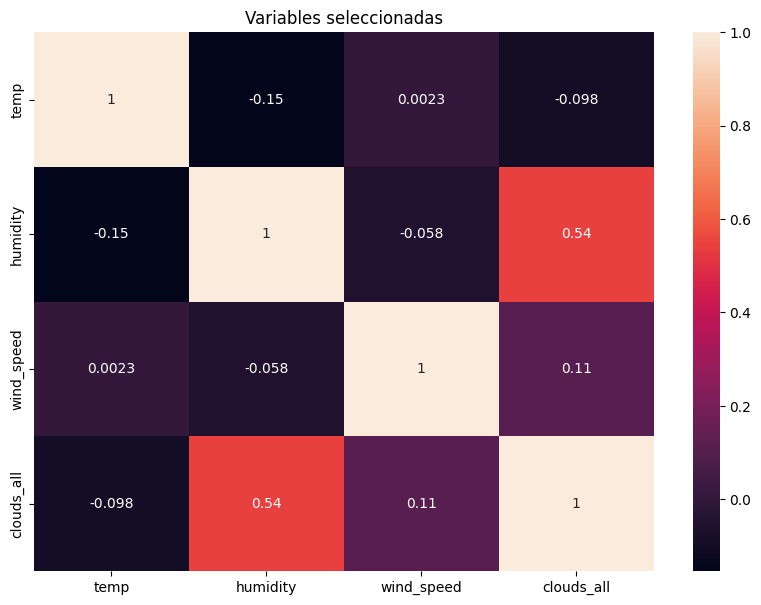 Variables seleccionadas
temp
1
-0.15
0.0023
-0.098
humidity
-0.15
1
-0.058
0.54
wind_speed
0.0023
-0.058
1
0.11
clouds_all
-0.098
0.54
0.11
1
temp
humidity
wind_speed
clouds_all
1.0
0.8
0.6
0.4
0.2
0.0